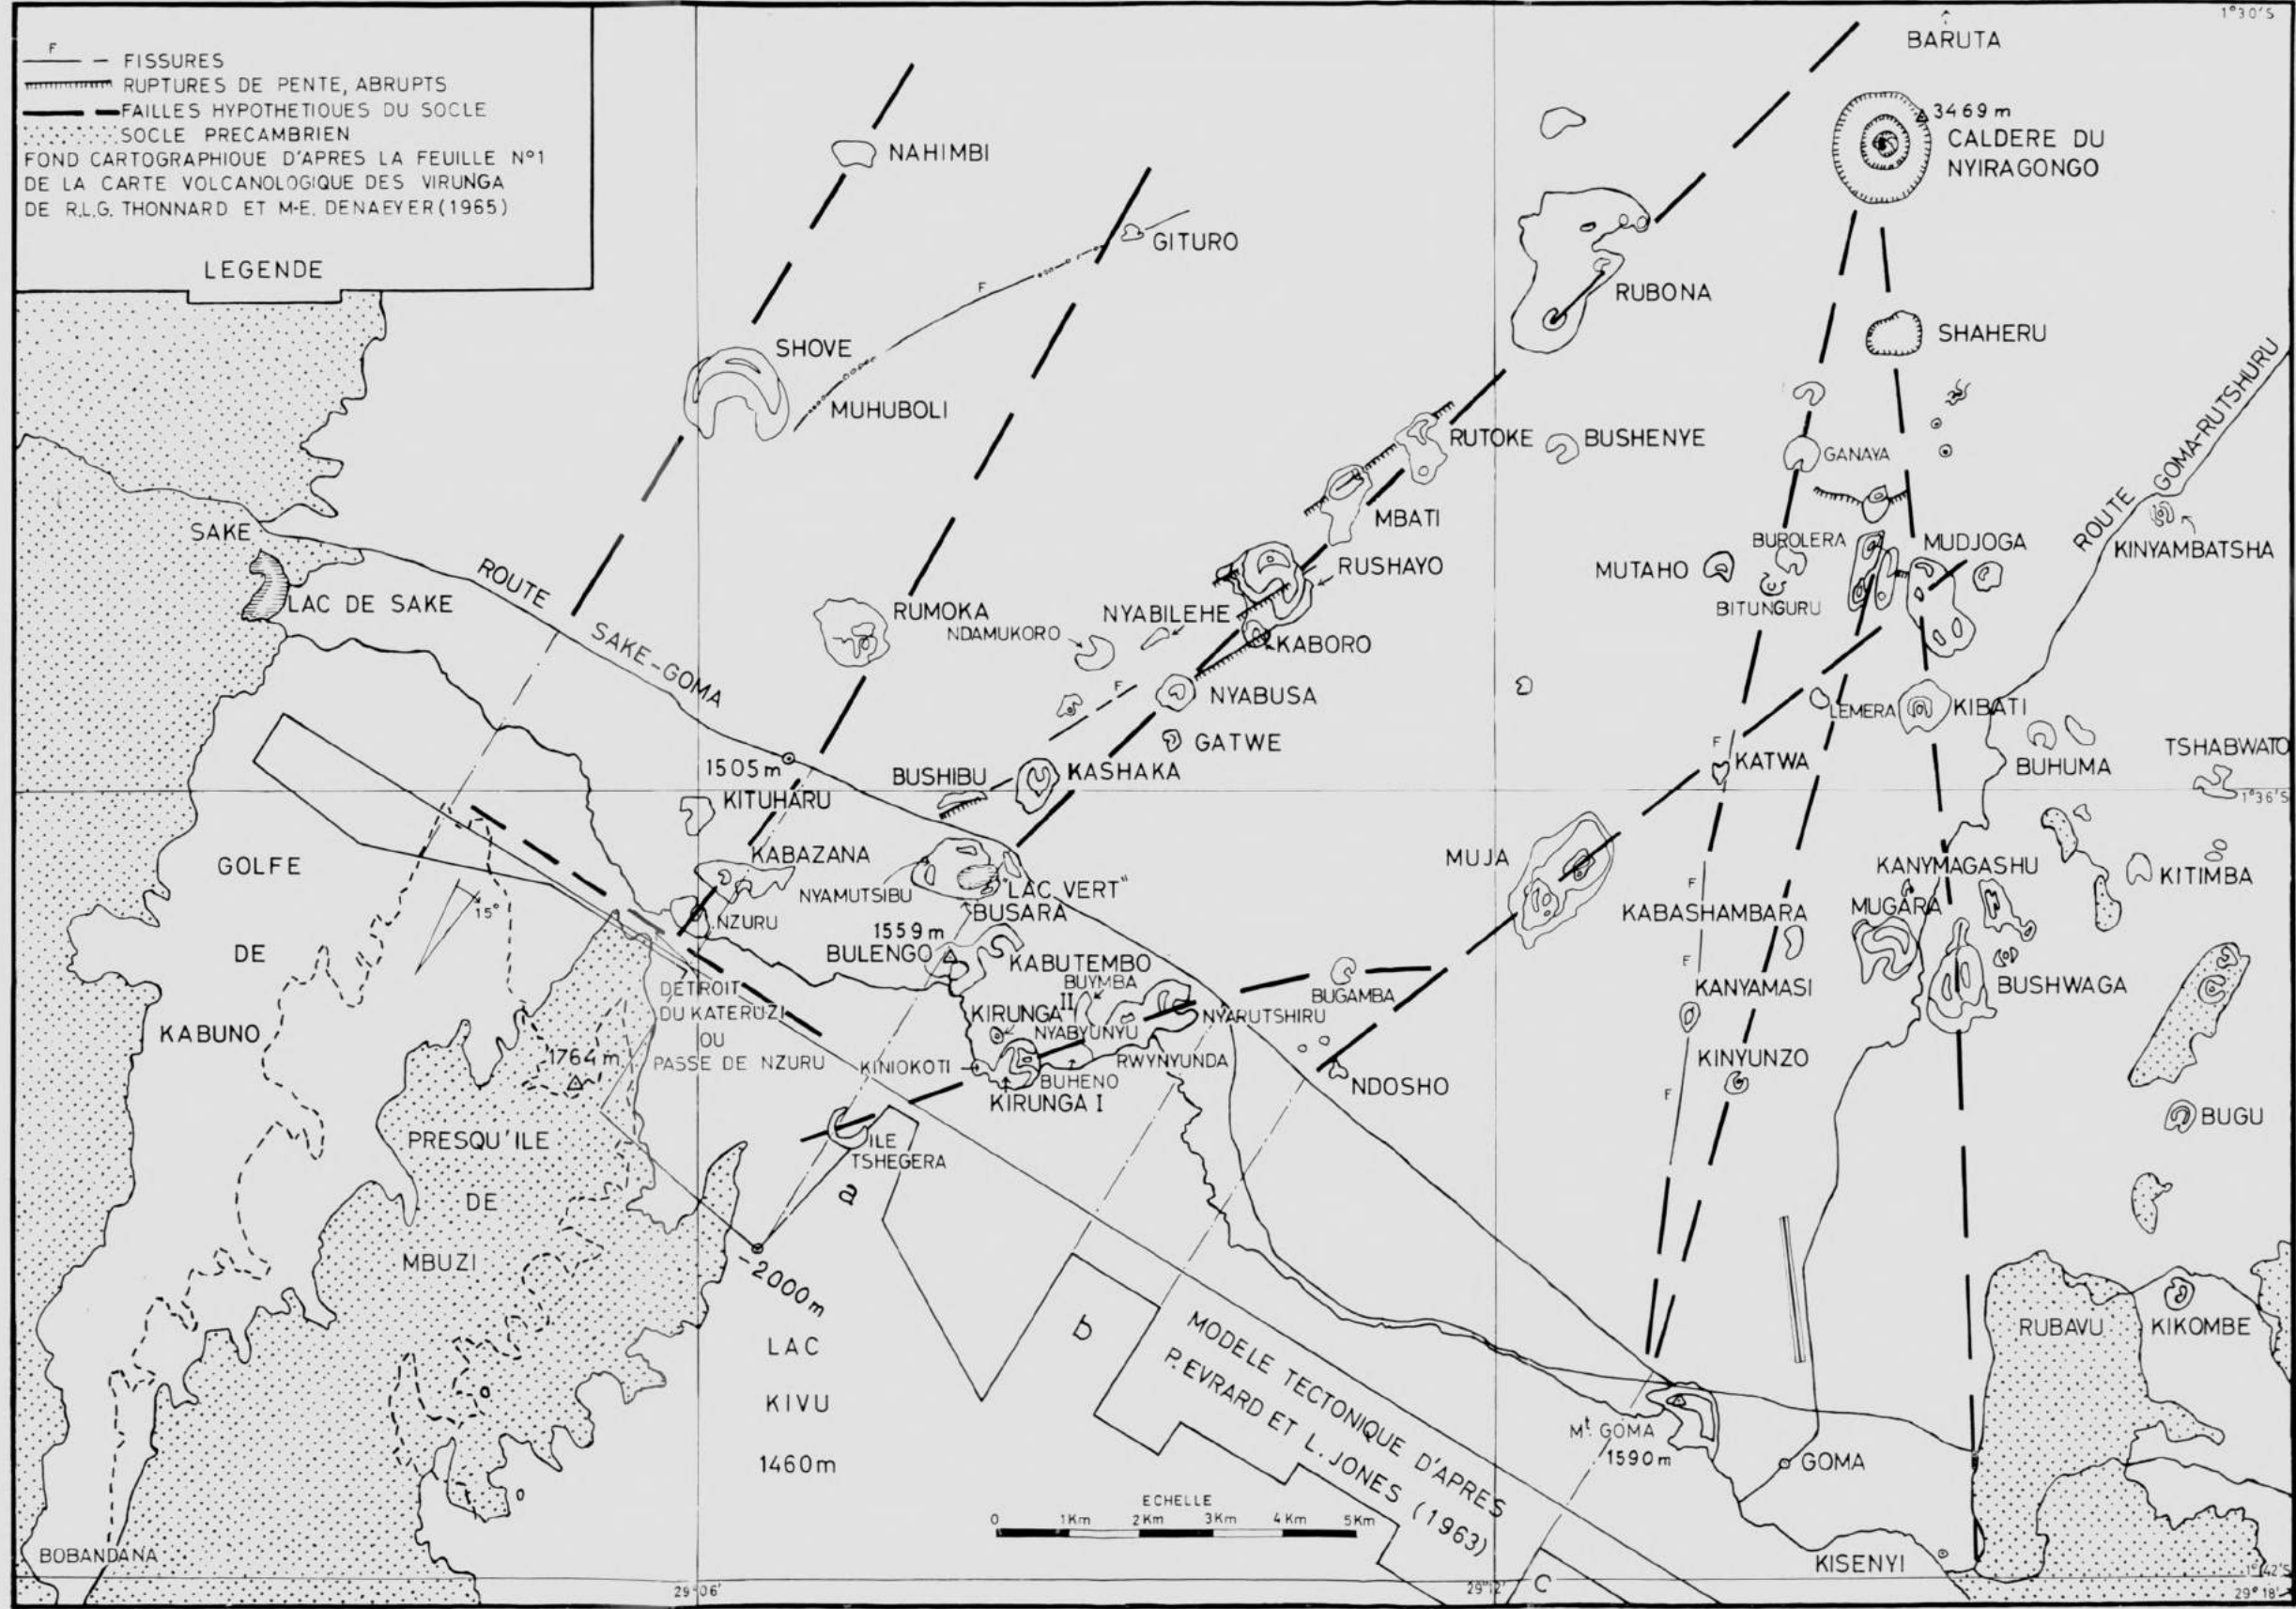 F
FISSURES
RUPTURES DE PENTE, ABRUPTS
FAILLES HYPOTHETIQUES DU SOCLE
SOCLE PRECAMBRIEN
FOND CARTOGRAPHIQUE D'APRES LA FEUILLE N°1
DE LA CARTE VOLCANOLOGIQUE DES VIRUNGA
DE R.L.G. THONNARD ET M-E. DENAEYER (1965)
LEGENDE
1°30'S
BARUTA
3469 m
CALDERE DU
NYIRAGONGO
NAHIMBI
GITURO
F
RUBONA
SHAHERU
SHOVE
MUHUBOLI
RUTOKE
BUSHENYE
GANAYA
ROUTE GOMA-RUTSHURU
MBATI
SAKE
BUROLERA
MUDJOGA
KINYAMBATSHA
ROUTE SAKE-GOMA
RUSHAYO
MUTAHO
LAC DE SAKE
RUMOKA
NYABILEHE
BITUNGURU
NDAMUKORO
KABORO
F
NYABUSA
LEMERA
KIBATI
GATWE
F
TSHABWATO
1505 m
BUSHIBU
KASHAKA
KATWA
BUHUMA
KITUHARU
1°36'S
GOLFE
KABAZANA
MUJA
KANYMAGASHU
NYAMUTSIBU
"LAC VERT"
F
KITIMBA
15°
NZURU
BUSARA
KABASHAMBARA
MUGARA
1559 m
DE
BULENGO
KABUTEMBO
F
BUYMBA
BUGAMBA
KANYAMASI
BUSHWAGA
DETROIT
DU KATERUZI
OU
PASSE DE NZURU
KIRUNGA II
NYARUTSHIRU
KABUNO
NYABYUNYU
1764 m
KINIOKOTI
RWYNYUNDA
KINYUNZO
BUHENO
NDOSHO
KIRUNGA I
F
BUGU
PRESQU'ILE
ILE
TSHEGERA
DE
a
MBUZI
-2000 m
LAC
b
RUBAVU
KIKOMBE
KIVU
MODELE TECTONIQUE D'APRES
P. EVRARD ET L. JONES (1963)
1460 m
Mt. GOMA
1590 m
GOMA
ECHELLE
0 1Km 2Km 3Km 4Km 5Km
BOBANDANA
KISENYI
c
29°06'
29°12'
1°42'S
29°18'